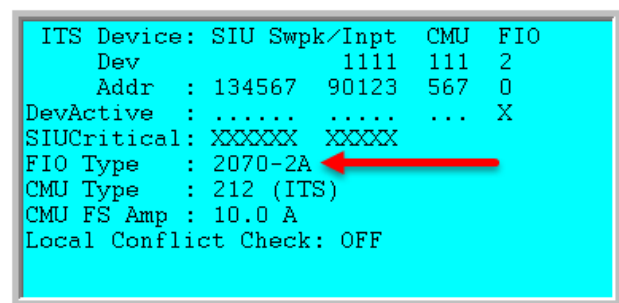 ITS Device: SIU Swpk/Inpt CMU FIO
Dev 1111 111 2
Addr : 134567 90123 567 0
DevActive : ...... ..... ... X
SIUCritical: XXXXXX XXXXX
FIO Type : 2070-2A
CMU Type : 212 (ITS)
CMU FS Amp : 10.0 A
Local Conflict Check: OFF